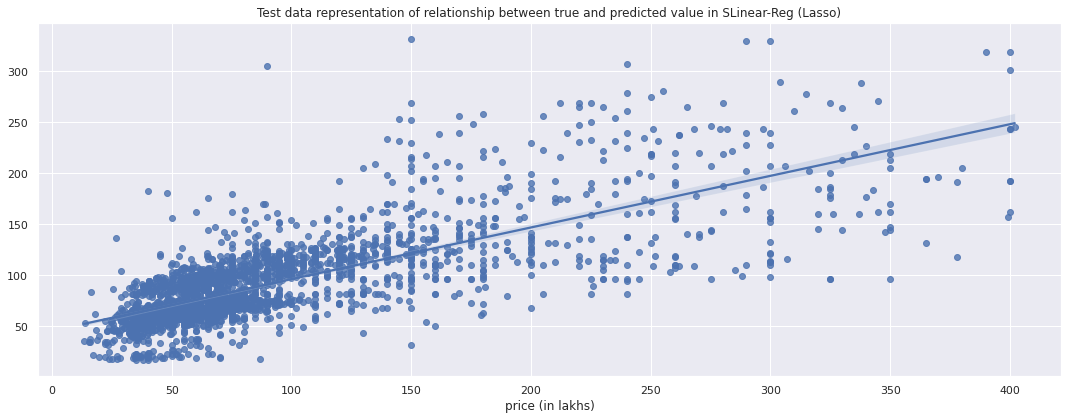 Test data representation of relationship between true and predicted value in SLinear-Reg (Lasso)
300
250
200
150
100
50
0 50 100 150 200 250 300 350 400
price (in lakhs)